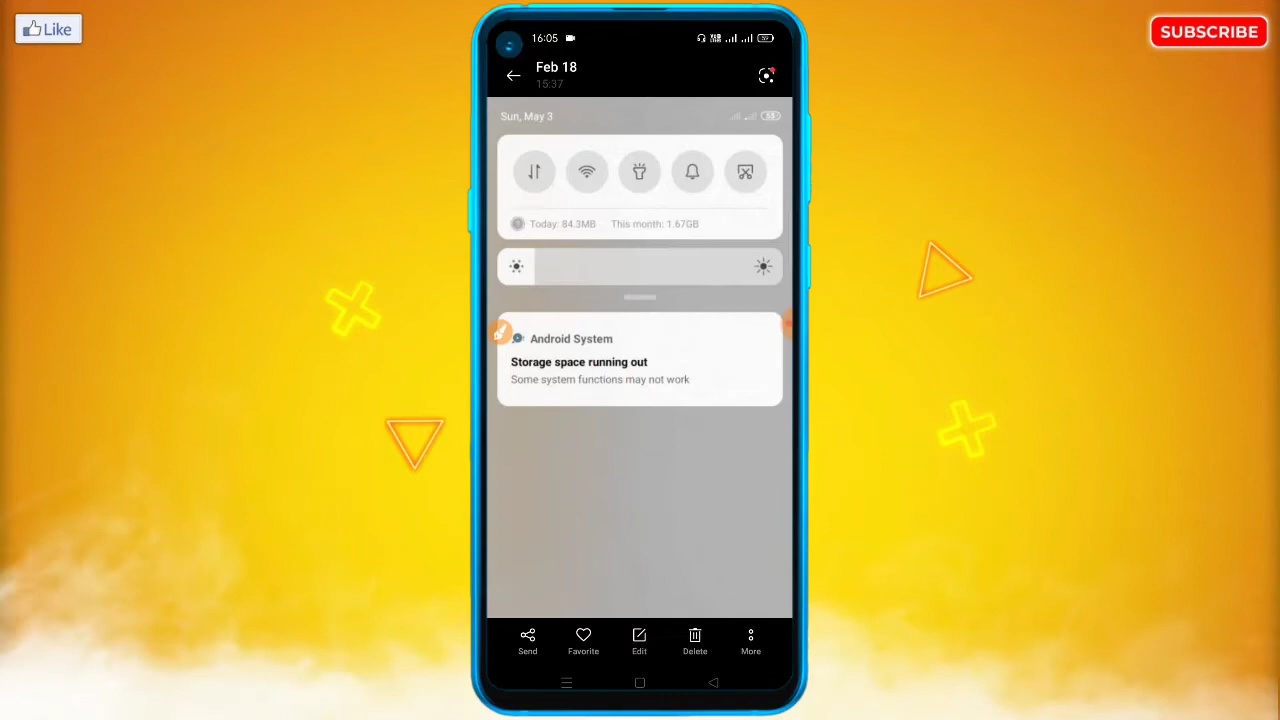 Like
SUBSCRIBE
16:05
59
Feb 18
15:37
Sun, May 3
Today: 84.3MB This month: 1.67GB
Android System
Storage space running out
Some system functions may not work
Send Favorite Edit Delete More